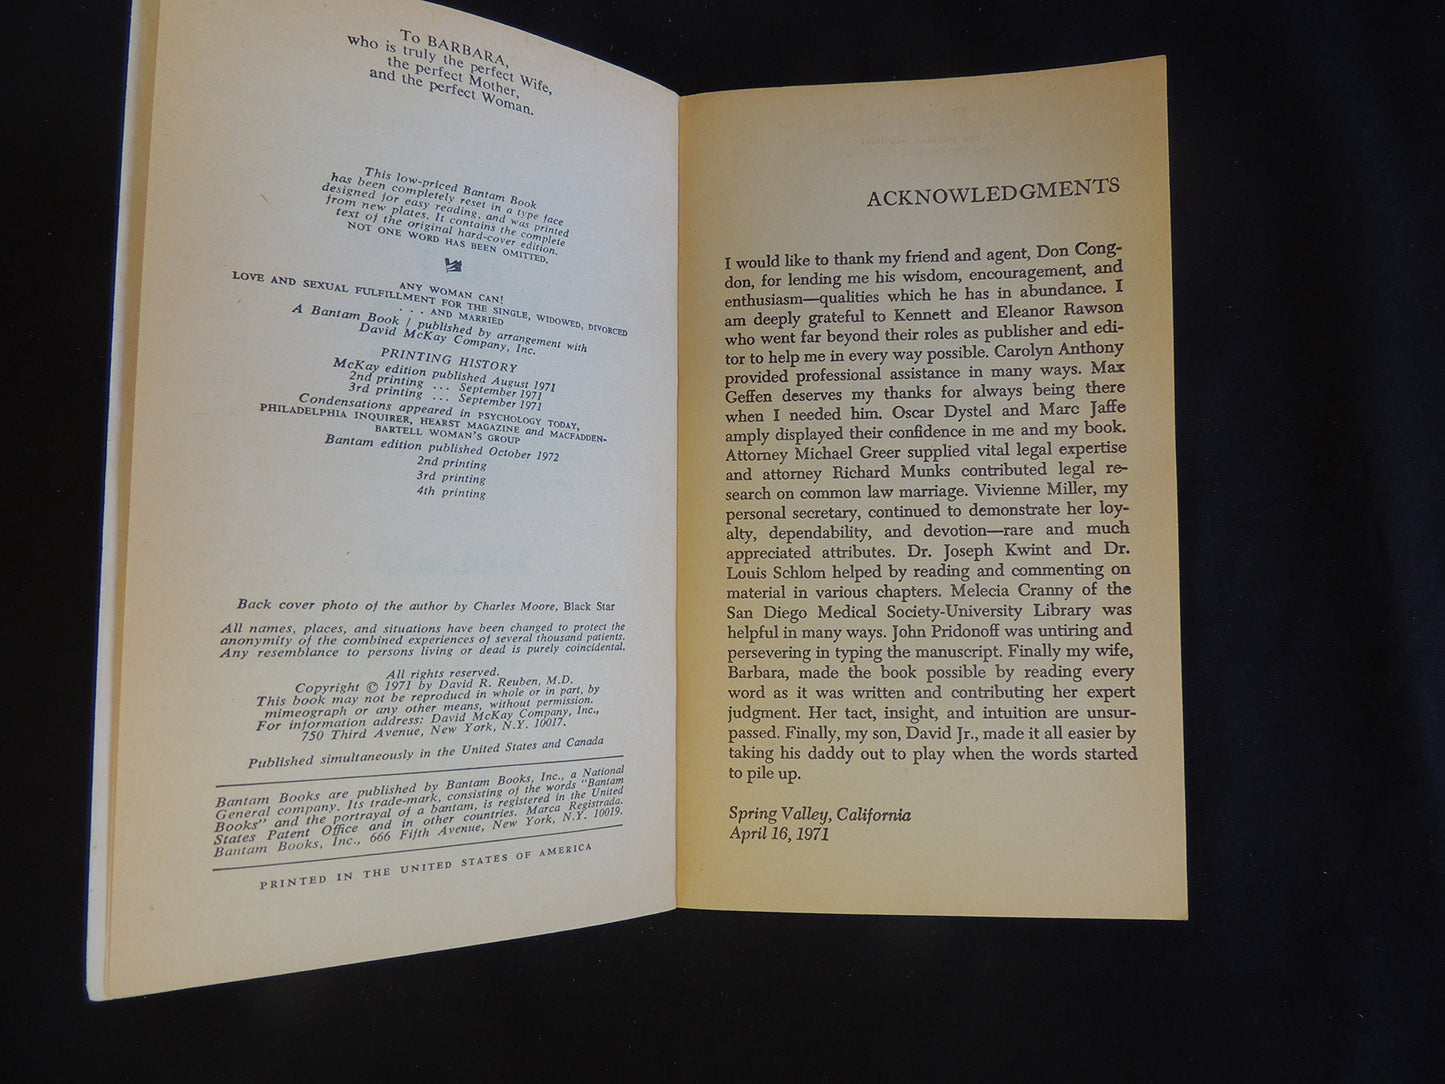 To BARBARA,
who is truly the perfect Wife,
the perfect Mother,
and the perfect Woman.
This low-priced Bantam Book
has been completely reset in a type face
designed for easy reading, and was printed
from new plates. It contains the complete
text of the original hard-cover edition.
NOT ONE WORD HAS BEEN OMITTED.
ANY WOMAN CAN!
LOVE AND SEXUAL FULFILLMENT FOR THE SINGLE, WIDOWED, DIVORCED
. . . AND MARRIED
A Bantam Book / published by arrangement with
David McKay Company, Inc.
PRINTING HISTORY
McKay edition published August 1971
2nd printing ... September 1971
3rd printing ... September 1971
Condensations appeared in PSYCHOLOGY TODAY,
PHILADELPHIA INQUIRER, HEARST MAGAZINE and MACFADDEN-
BARTELL WOMAN'S GROUP
Bantam edition published October 1972
2nd printing
3rd printing
4th printing
Back cover photo of the author by Charles Moore, Black Star
All names, places, and situations have been changed to protect the
anonymity of the combined experiences of several thousand patients.
Any resemblance to persons living or dead is purely coincidental.
All rights reserved.
Copyright © 1971 by David R. Reuben, M.D.
This book may not be reproducd in whole or in part, by
mimeograph or any other means, without permission.
For information address: David McKay Company, Inc.,
750 Third Avenue, New York, N.Y. 10017.
Published simultaneously in the United States and Canada
Bantam Books are published by Bantam Books, Inc., a National
General company. Its trade-mark, consisting of the words "Bantam
Books" and the portrayal of a bantam, is registered in the United
States Patent Office and in other countries. Marca Registrada.
Bantam Books, Inc., 666 Fifth Avenue, New York, N.Y. 10019.
PRINTED IN THE UNITED STATES OF AMERICA
ACKNOWLEDGMENTS
I would like to thank my friend and agent, Don Cong-
don, for lending me his wisdom, encouragement, and
enthusiasm—qualities which he has in abundance. I
am deeply grateful to Kennett and Eleanor Rawson
who went far beyond their roles as publisher and edi-
tor to help me in every way possible. Carolyn Anthony
provided professional assistance in many ways. Max
Geffen deserves my thanks for always being there
when I needed him. Oscar Dystel and Marc Jaffe
amply displayed their confidence in me and my book.
Attorney Michael Greer supplied vital legal expertise
and attorney Richard Munks contributed legal re-
search on common law marriage. Vivienne Miller, my
personal secretary, continued to demonstrate her loy-
alty, dependability, and devotion—rare and much
appreciated attributes. Dr. Joseph Kwint and Dr.
Louis Schlom helped by reading and commenting on
material in various chapters. Melecia Cranny of the
San Diego Medical Society-University Library was
helpful in many ways. John Pridonoff was untiring and
persevering in typing the manuscript. Finally my wife,
Barbara, made the book possible by reading every
word as it was written and contributing her expert
judgment. Her tact, insight, and intuition are unsur-
passed. Finally, my son, David Jr., made it all easier by
taking his daddy out to play when the words started
to pile up.
Spring Valley, California
April 16, 1971